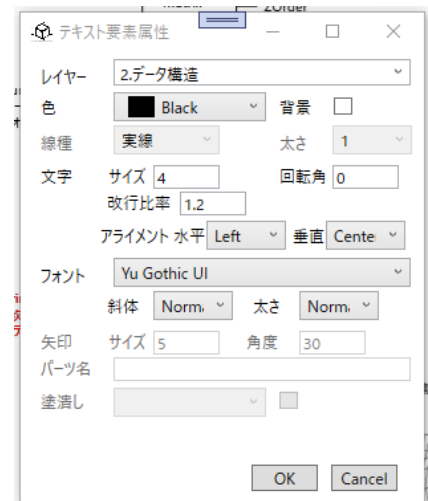 ZOrder
テキスト要素属性
レイヤー 2.データ構造
色 Black 背景
線種 実線 太さ 1
文字 サイズ 4 回転角 0
改行比率 1.2
アライメント 水平 Left 垂直 Cente
フォント Yu Gothic UI
斜体 Norm. 太さ Norm.
矢印 サイズ 5 角度 30
パーツ名
塗潰し
OK Cancel